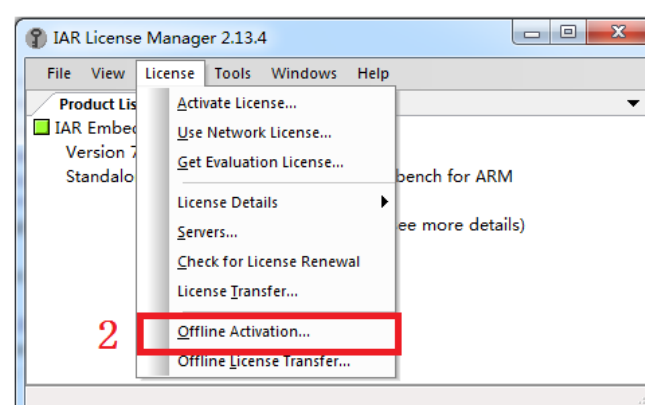 IAR License Manager 2.13.4
File View License Tools Windows Help
Product Lis
Activate License...
IAR Embed
Use Network License...
Version 7
Get Evaluation License...
Standalo
bench for ARM
License Details
ee more details)
Servers...
Check for License Renewal
License Transfer...
2
Offline Activation...
Offline License Transfer...